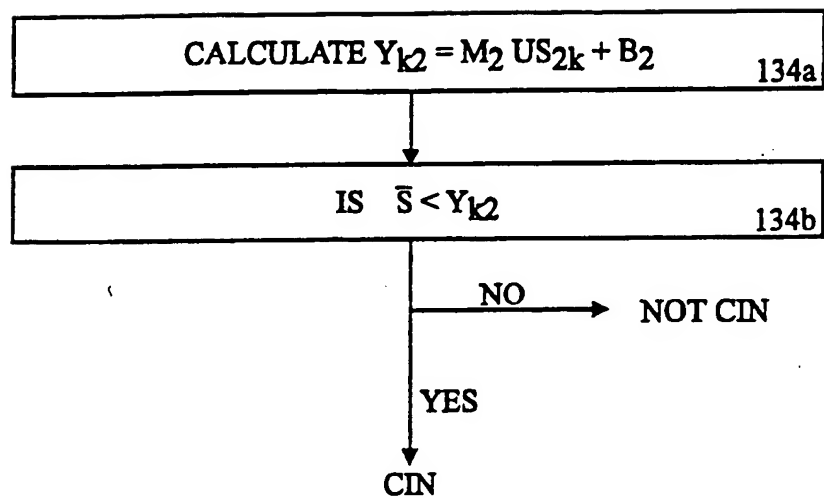 CALCULATE Yk2 = M2 US2k + B2
134a
IS S̅ < Yk2
134b
NO
NOT CIN
YES
CIN